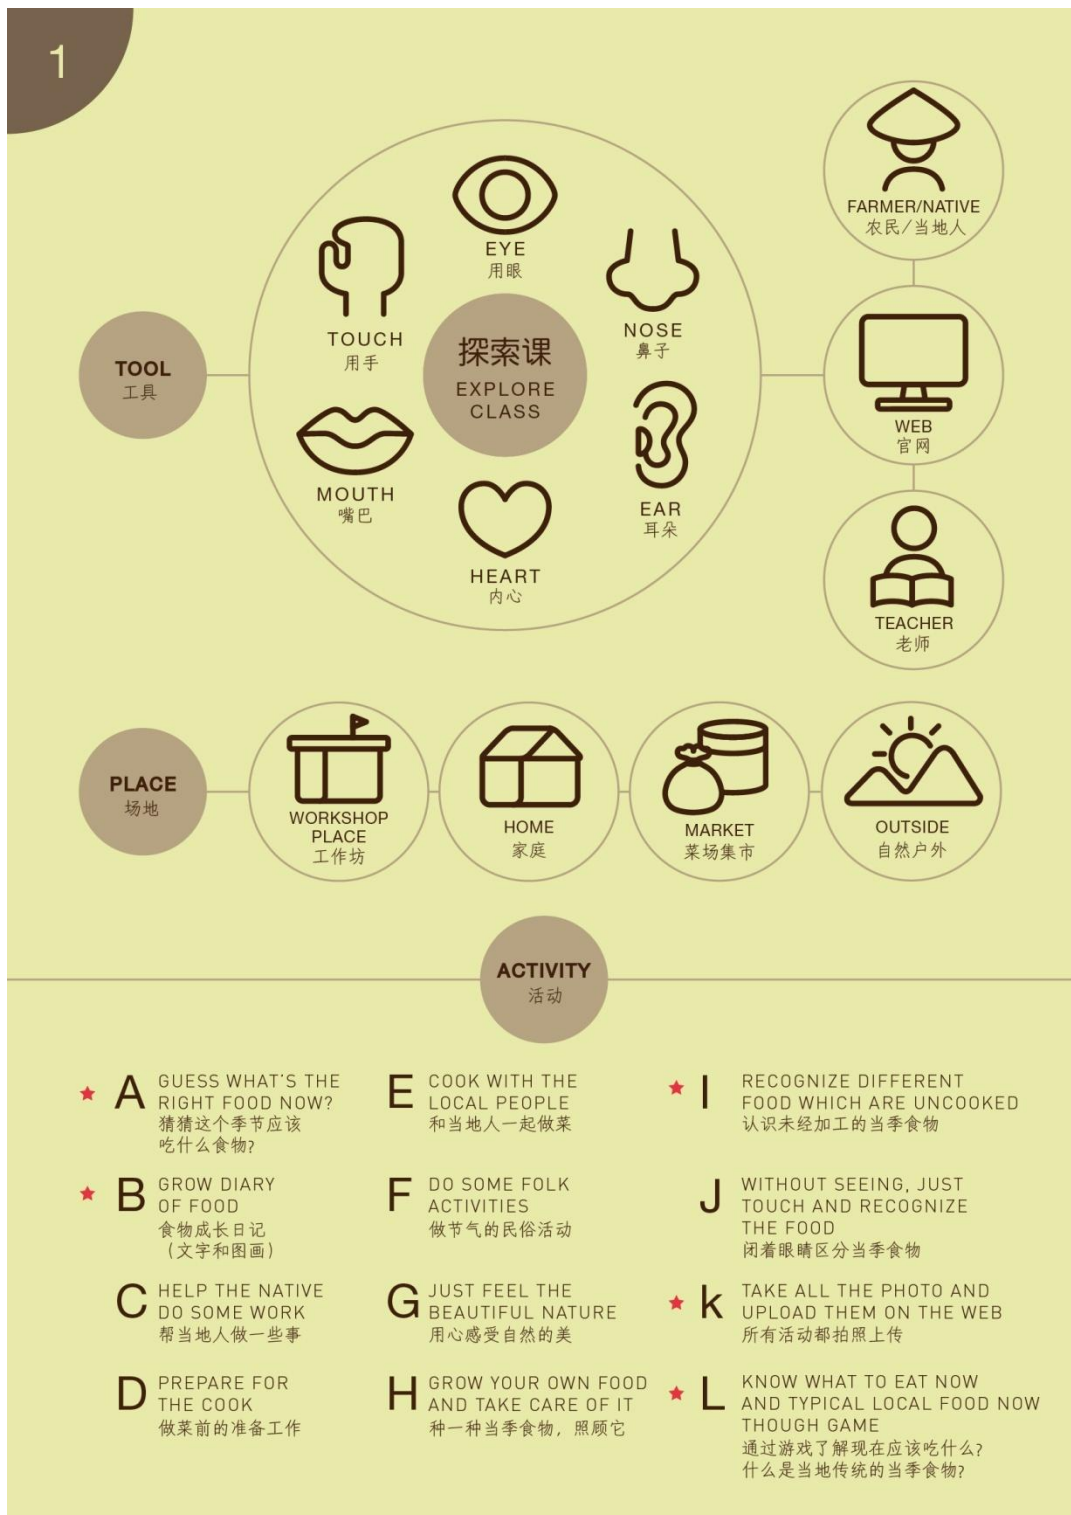 1
FARMER/NATIVE
农民/当地人
EYE
用眼
TOUCH
用手
NOSE
鼻子
探索课
EXPLORE
CLASS
TOOL
工具
WEB
官网
MOUTH
嘴巴
EAR
耳朵
HEART
内心
TEACHER
老师
PLACE
场地
WORKSHOP
PLACE
工作坊
HOME
家庭
MARKET
菜场集市
OUTSIDE
自然户外
ACTIVITY
活动
A
GUESS WHAT'S THE
RIGHT FOOD NOW?
猜猜这个季节应该
吃什么食物?
B
GROW DIARY
OF FOOD
食物成长日记
(文字和图画)
C
HELP THE NATIVE
DO SOME WORK
帮当地人做一些事
D
PREPARE FOR
THE COOK
做菜前的准备工作
E
COOK WITH THE
LOCAL PEOPLE
和当地人一起做菜
F
DO SOME FOLK
ACTIVITIES
做节气的民俗活动
G
JUST FEEL THE
BEAUTIFUL NATURE
用心感受自然的美
H
GROW YOUR OWN FOOD
AND TAKE CARE OF IT
种一种当季食物，照顾它
I
RECOGNIZE DIFFERENT
FOOD WHICH ARE UNCOOKED
认识未经加工的当季食物
J
WITHOUT SEEING, JUST
TOUCH AND RECOGNIZE
THE FOOD
闭着眼睛区分当季食物
k
TAKE ALL THE PHOTO AND
UPLOAD THEM ON THE WEB
所有活动都拍照上传
L
KNOW WHAT TO EAT NOW
AND TYPICAL LOCAL FOOD NOW
THOUGH GAME
通过游戏了解现在应该吃什么?
什么是当地传统的当季食物?